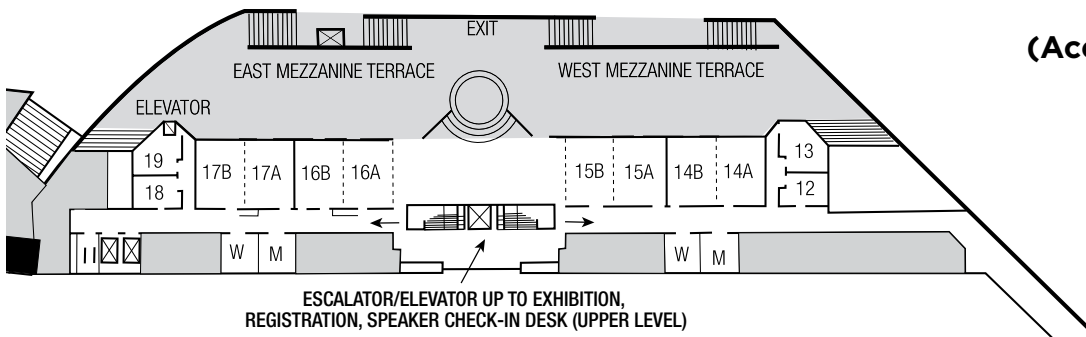 EXIT
(Acc
EAST MEZZANINE TERRACE
WEST MEZZANINE TERRACE
ELEVATOR
19
18
17B
17A
16B
16A
15B
15A
14B
14A
13
12
W
M
W
M
ESCALATOR/ELEVATOR UP TO EXHIBITION,
REGISTRATION, SPEAKER CHECK-IN DESK (UPPER LEVEL)